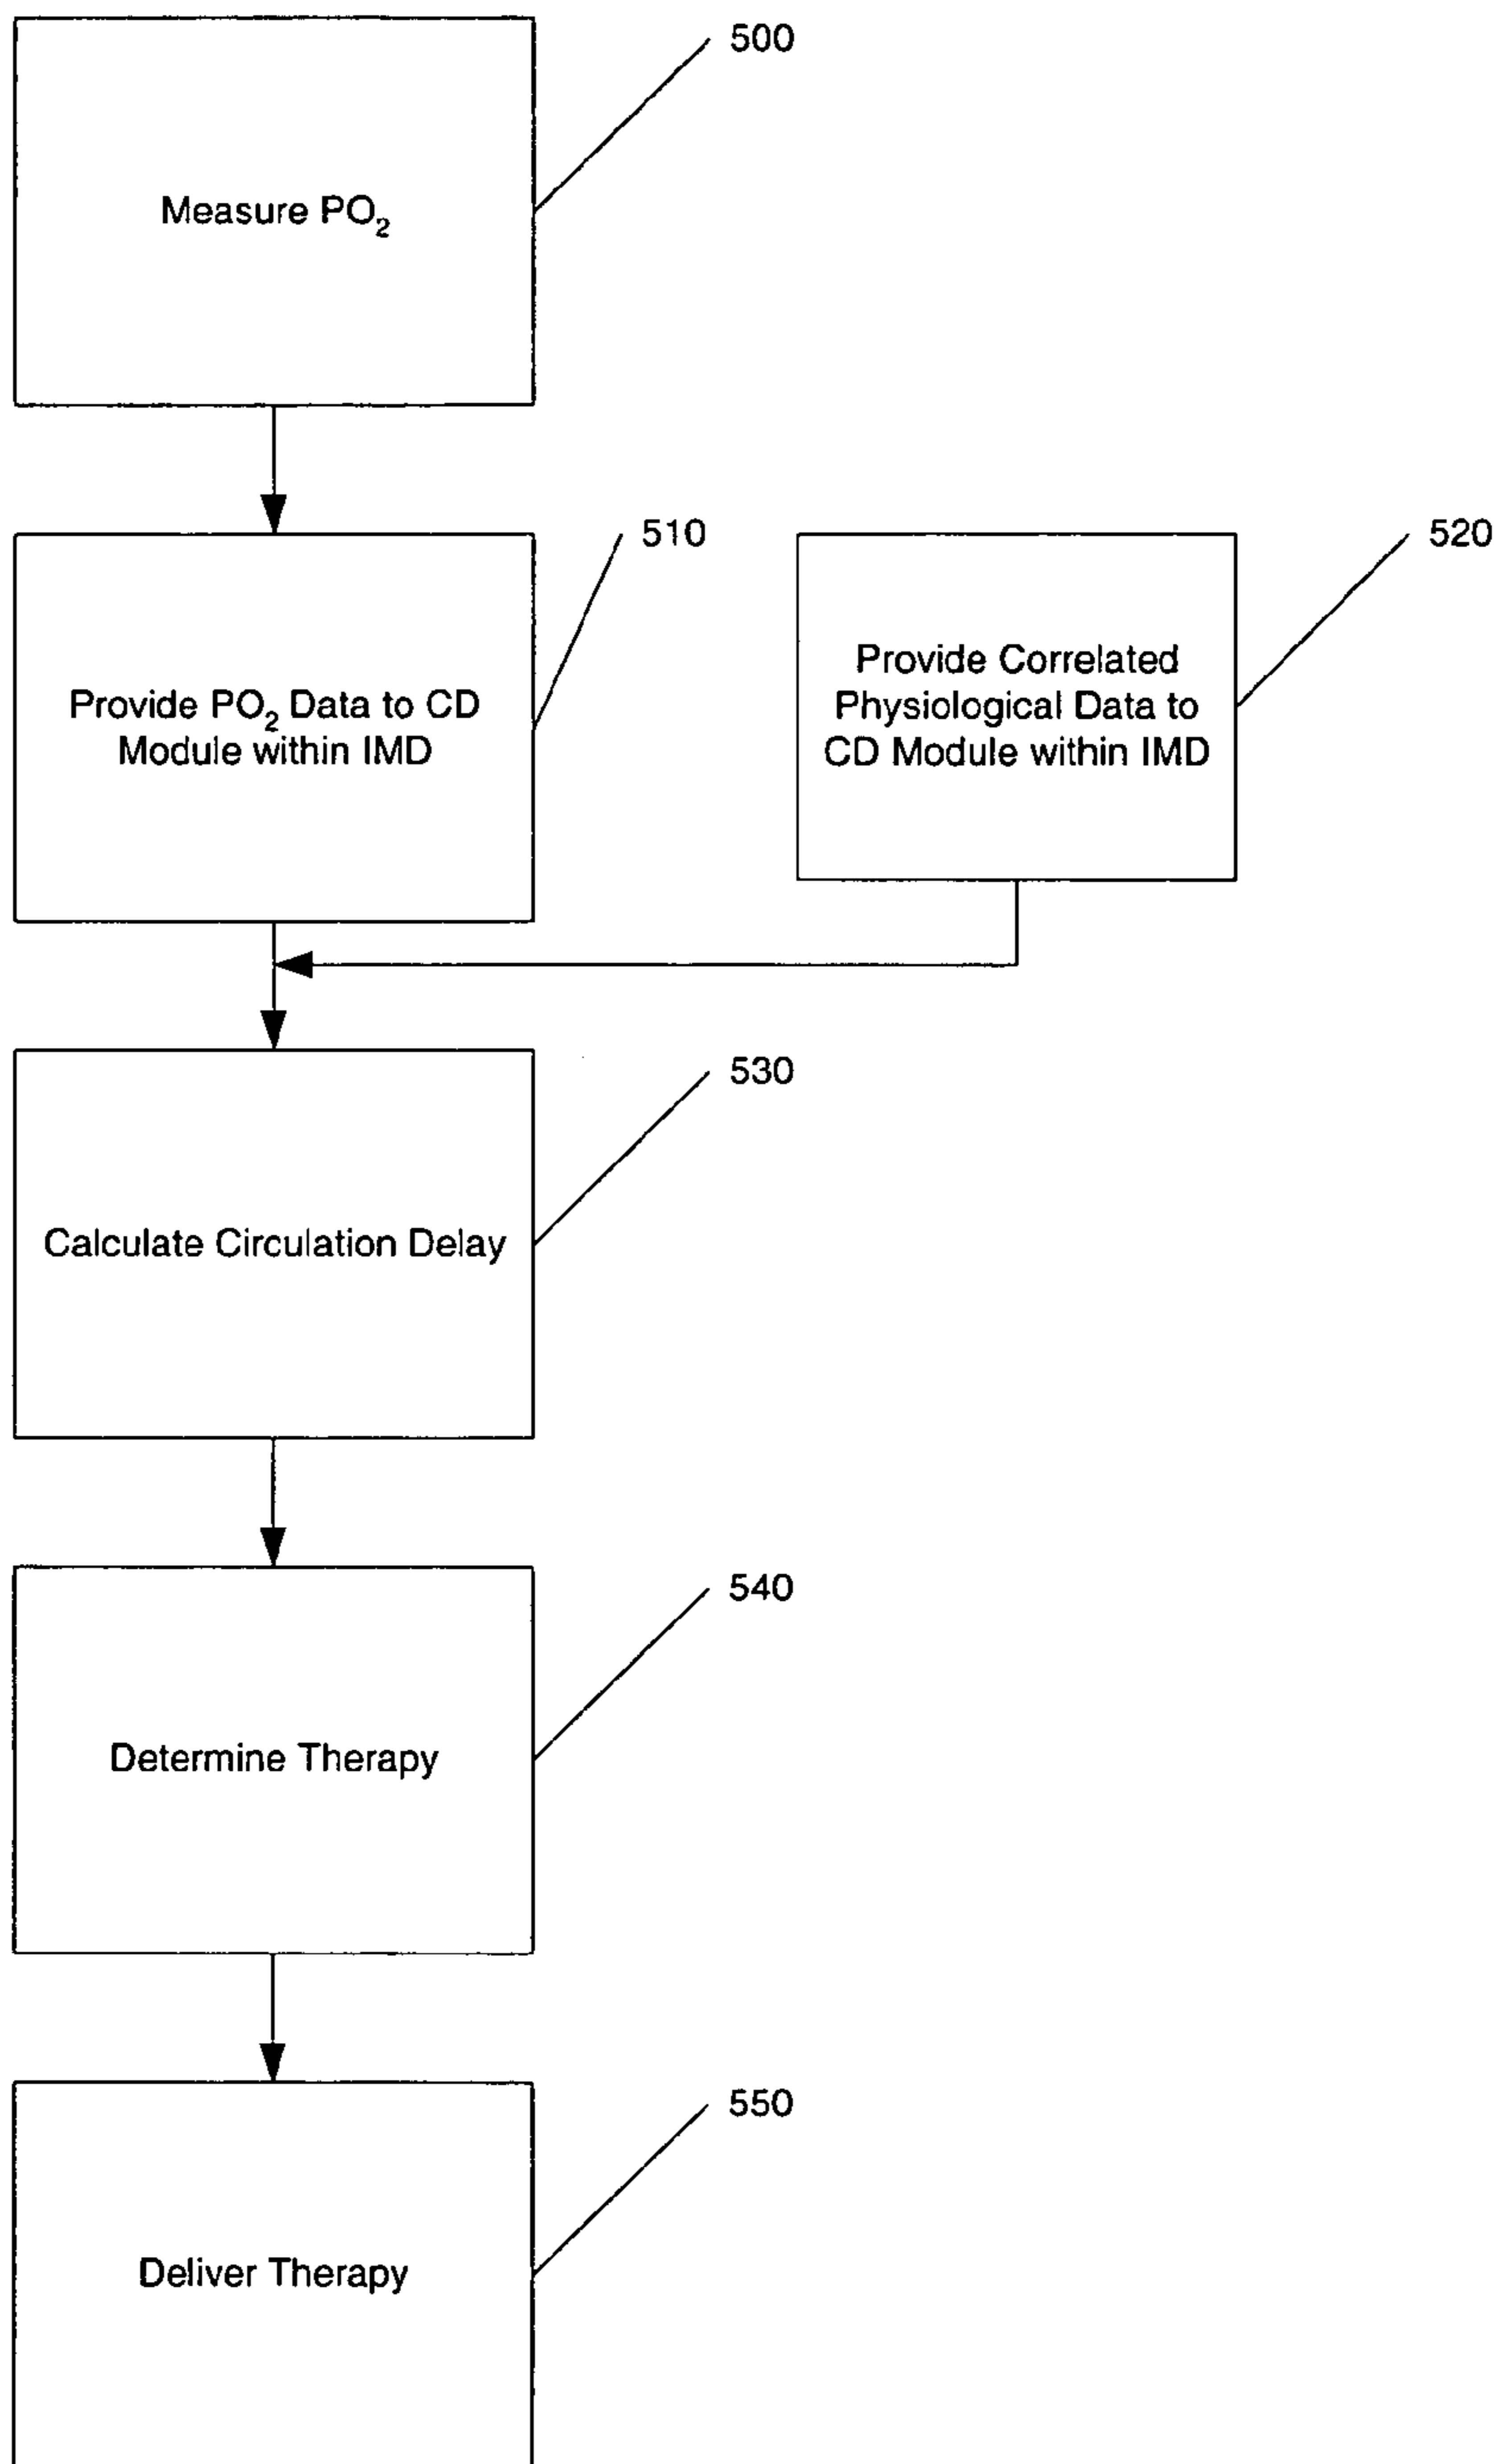 500
Measure PO₂
510
Provide PO₂ Data to CD
Module within IMD
520
Provide Correlated
Physiological Data to
CD Module within IMD
530
Calculate Circulation Delay
540
Determine Therapy
550
Deliver Therapy